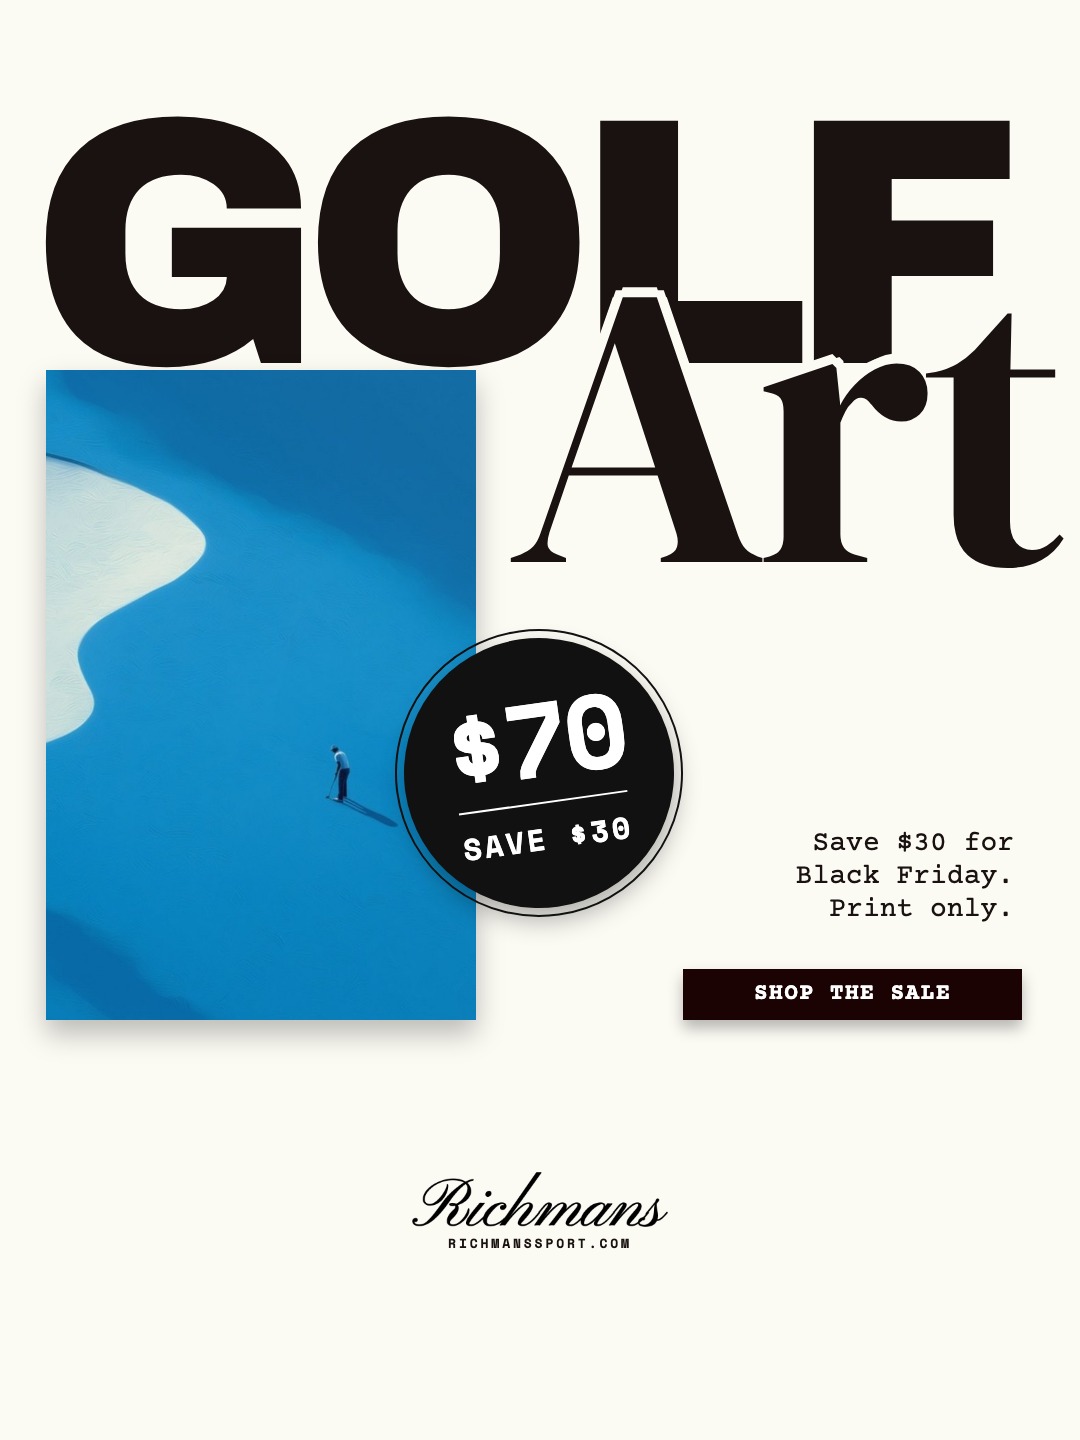 GOLF
Art
$70
SAVE $30
Save $30 for
Black Friday.
Print only.
SHOP THE SALE
Richmans
RICHMANSSPORT.COM